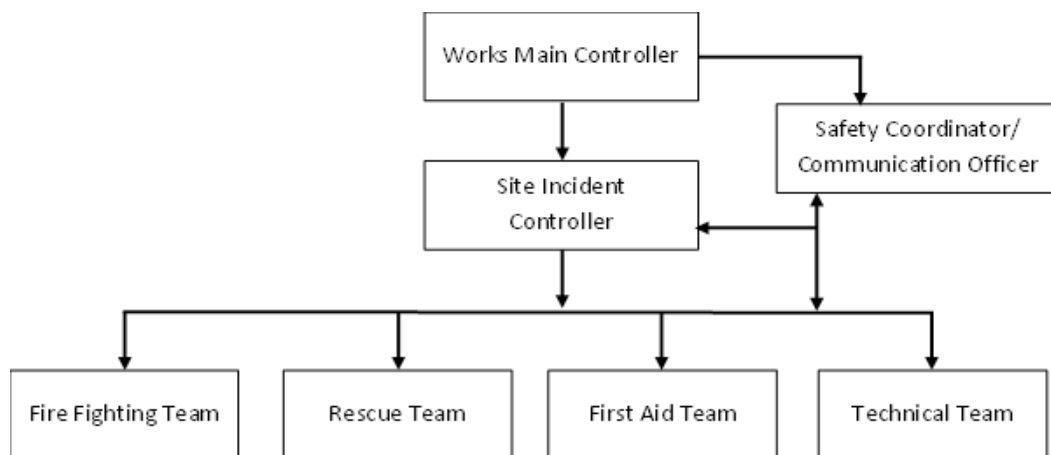 Works Main Controller
Safety Coordinator/
Communication Officer
Site Incident
Controller
Fire Fighting Team
Rescue Team
First Aid Team
Technical Team